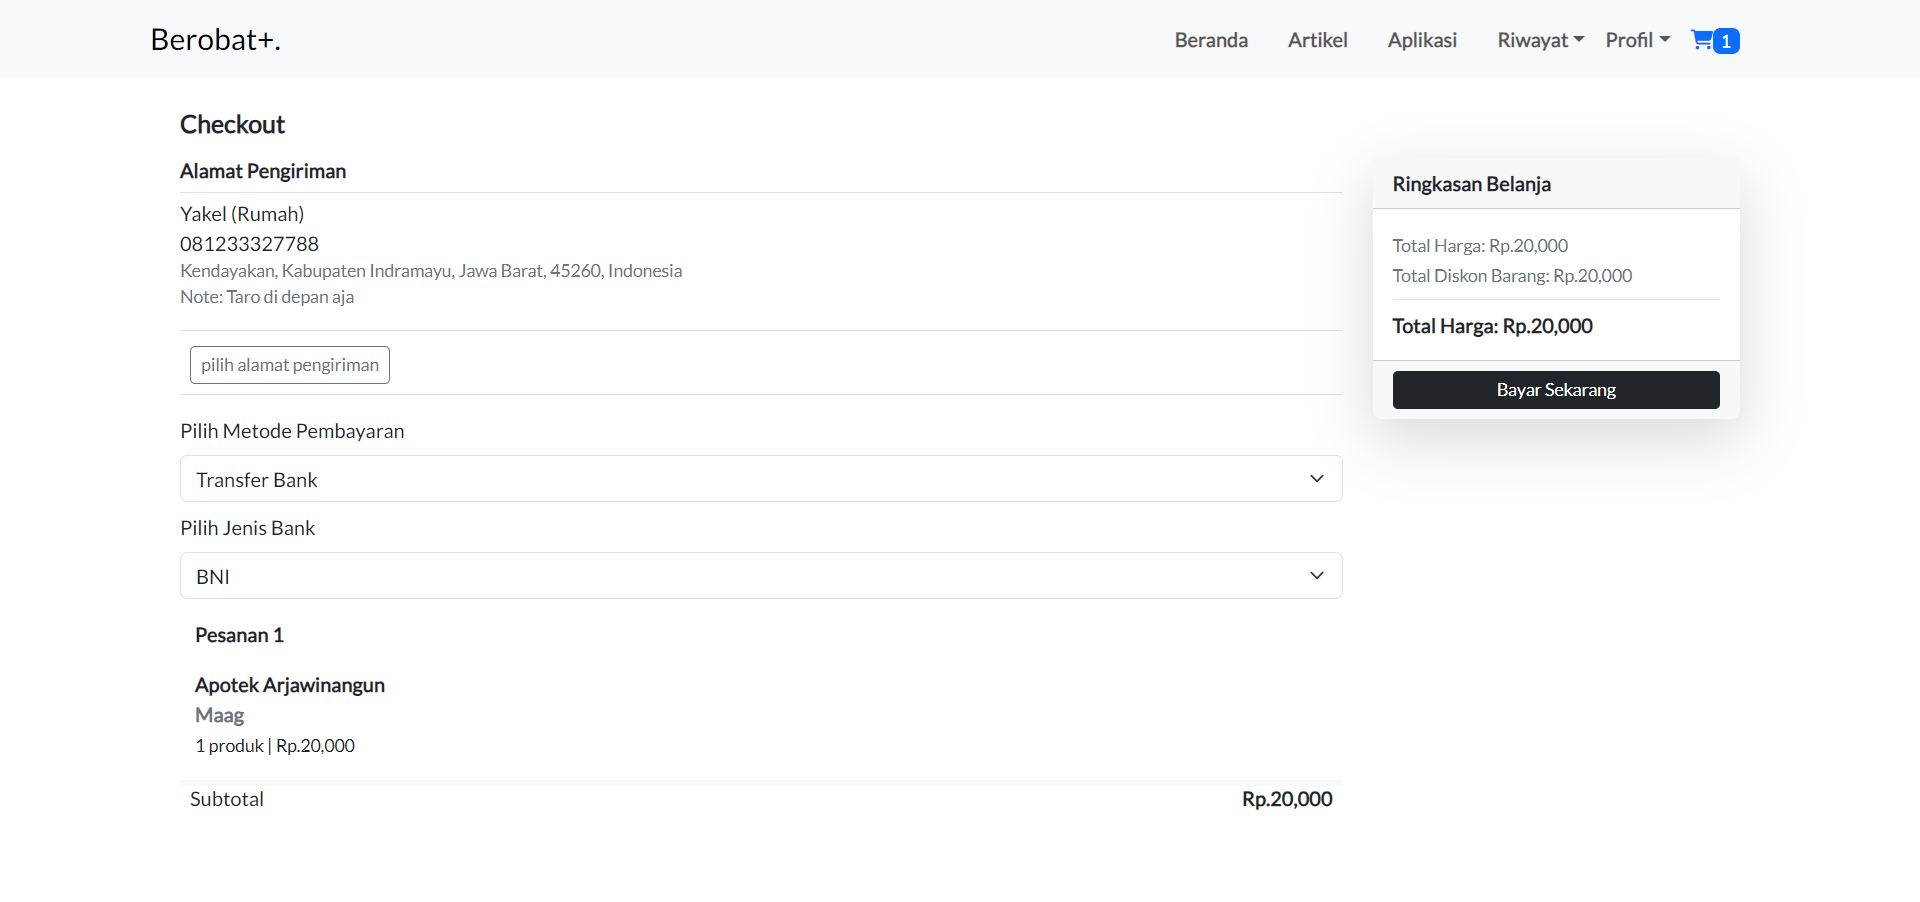 Berobat+.
Beranda Artikel Aplikasi Riwayat Profil 1
Checkout
Alamat Pengiriman
Yakel (Rumah)
081233327788
Kendayakan, Kabupaten Indramayu, Jawa Barat, 45260, Indonesia
Note: Taro di depan aja
pilih alamat pengiriman
Pilih Metode Pembayaran
Transfer Bank
Pilih Jenis Bank
BNI
Pesanan 1
Apotek Arjawinangun
Maag
1 produk | Rp.20,000
Subtotal Rp.20,000
Ringkasan Belanja
Total Harga: Rp.20,000
Total Diskon Barang: Rp.20,000
Total Harga: Rp.20,000
Bayar Sekarang